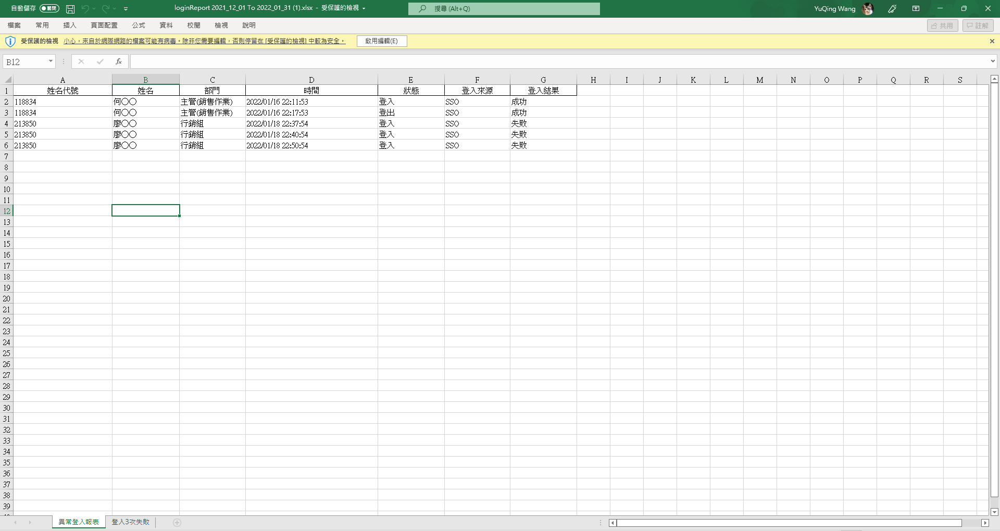 自動儲存 關閉 loginReport 2021_12_01 To 2022_01_31 (1).xlsx - 受保護的檢視 搜尋 (Alt+Q) YuQing Wang
檔案 常用 插入 頁面配置 公式 資料 校閱 檢視 說明 共用 註解
受保護的檢視 小心，來自於網際網路的檔案可能有病毒。除非您需要編輯，否則停留在 [受保護的檢視] 中較為安全。 啟用編輯(E)
B12 fx
A B C D E F G H I J K L M N O P Q R S
1 姓名代號 姓名 部門 時間 狀態 登入來源 登入結果
2 118834 何〇〇 主管(銷售作業) 2022/01/16 22:11:53 登入 SSO 成功
3 118834 何〇〇 主管(銷售作業) 2022/01/16 22:17:53 登出 SSO 成功
4 213850 廖〇〇 行銷組 2022/01/18 22:37:54 登入 SSO 失敗
5 213850 廖〇〇 行銷組 2022/01/18 22:40:54 登入 SSO 失敗
6 213850 廖〇〇 行銷組 2022/01/18 22:50:54 登入 SSO 失敗
7
8
9
10
11
12
13
14
15
16
17
18
19
20
21
22
23
24
25
26
27
28
29
30
31
32
33
34
35
36
37
38
39
異常登入報表 登入3次失敗